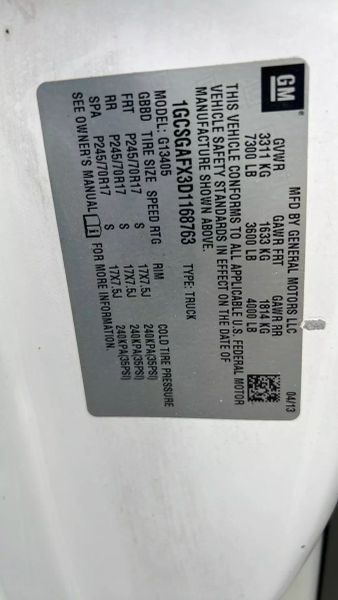 GM
MFD BY GENERAL MOTORS LLC
04/13
GVWR GAWR FRT GAWR RR
3311 KG 1633 KG 1814 KG
7300 LB 3600 LB 4000 LB
THIS VEHICLE CONFORMS TO ALL APPLICABLE U.S. FEDERAL MOTOR
VEHICLE SAFETY STANDARDS IN EFFECT ON THE DATE OF
MANUFACTURE SHOWN ABOVE.
1GCSGAFX3D1168763 TYPE: TRUCK
MODEL: G13405
GBBD TIRE SIZE SPEED RTG RIM COLD TIRE PRESSURE
FRT P245/70R17 S 17X7.5J 240KPA(35PSI)
RR P245/70R17 S 17X7.5J 240KPA(35PSI)
SPA P245/70R17 S 17X7.5J 240KPA(35PSI)
SEE OWNER'S MANUAL FOR MORE INFORMATION.